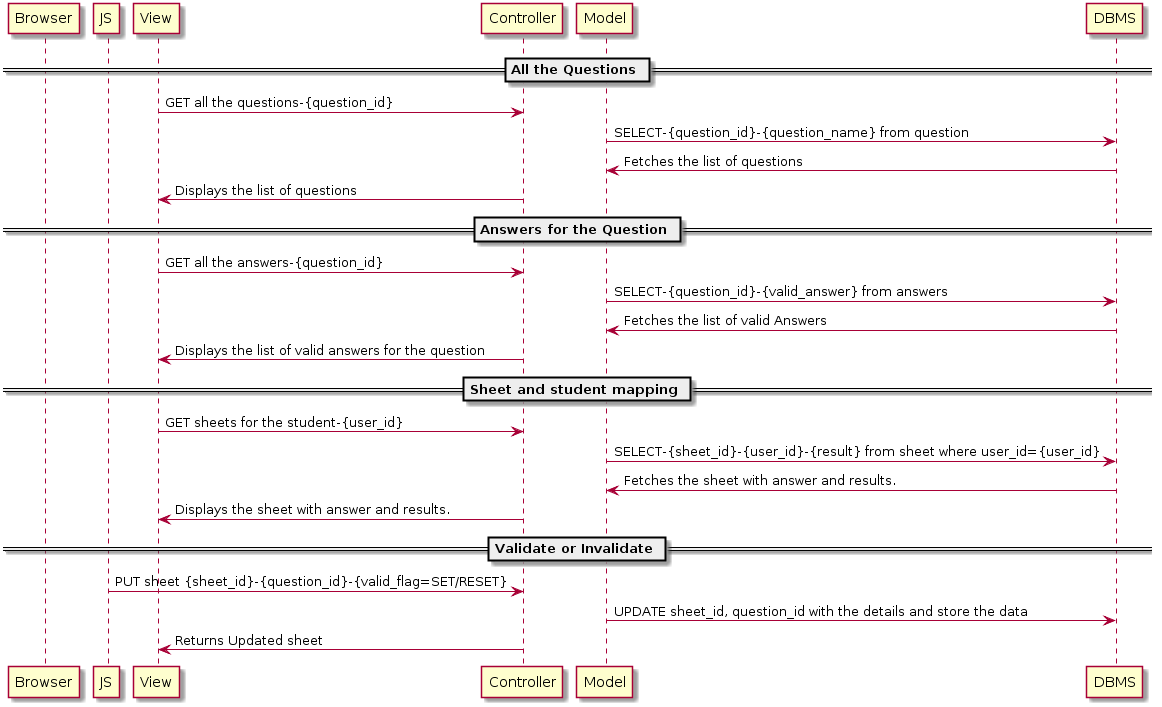 Browser JS View Controller Model DBMS
All the Questions
GET all the questions-{question_id}
SELECT-{question_id}-{question_name} from question
Fetches the list of questions
Displays the list of questions
Answers for the Question
GET all the answers-{question_id}
SELECT-{question_id}-{valid_answer} from answers
Fetches the list of valid Answers
Displays the list of valid answers for the question
Sheet and student mapping
GET sheets for the student-{user_id}
SELECT-{sheet_id}-{user_id}-{result} from sheet where user_id={user_id}
Fetches the sheet with answer and results.
Displays the sheet with answer and results.
Validate or Invalidate
PUT sheet {sheet_id}-{question_id}-{valid_flag=SET/RESET}
UPDATE sheet_id, question_id with the details and store the data
Returns Updated sheet
Browser JS View Controller Model DBMS